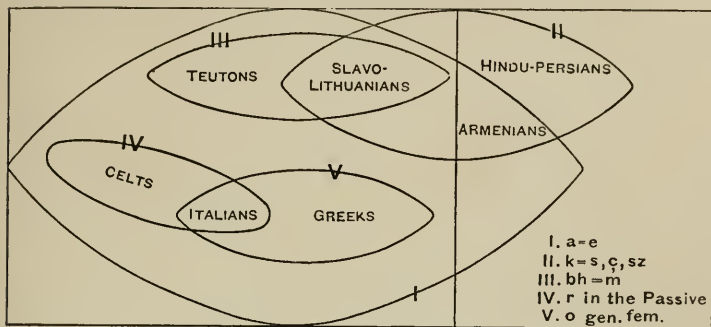 III
II
TEUTONS
SLAVO-
LITHUANIANS
HINDU-PERSIANS
ARMENIANS
IV
CELTS
V
ITALIANS
GREEKS
I
I. a=e
II. k=s, ç, sz
III. bh=m
IV. r in the Passive
V. o gen. fem.